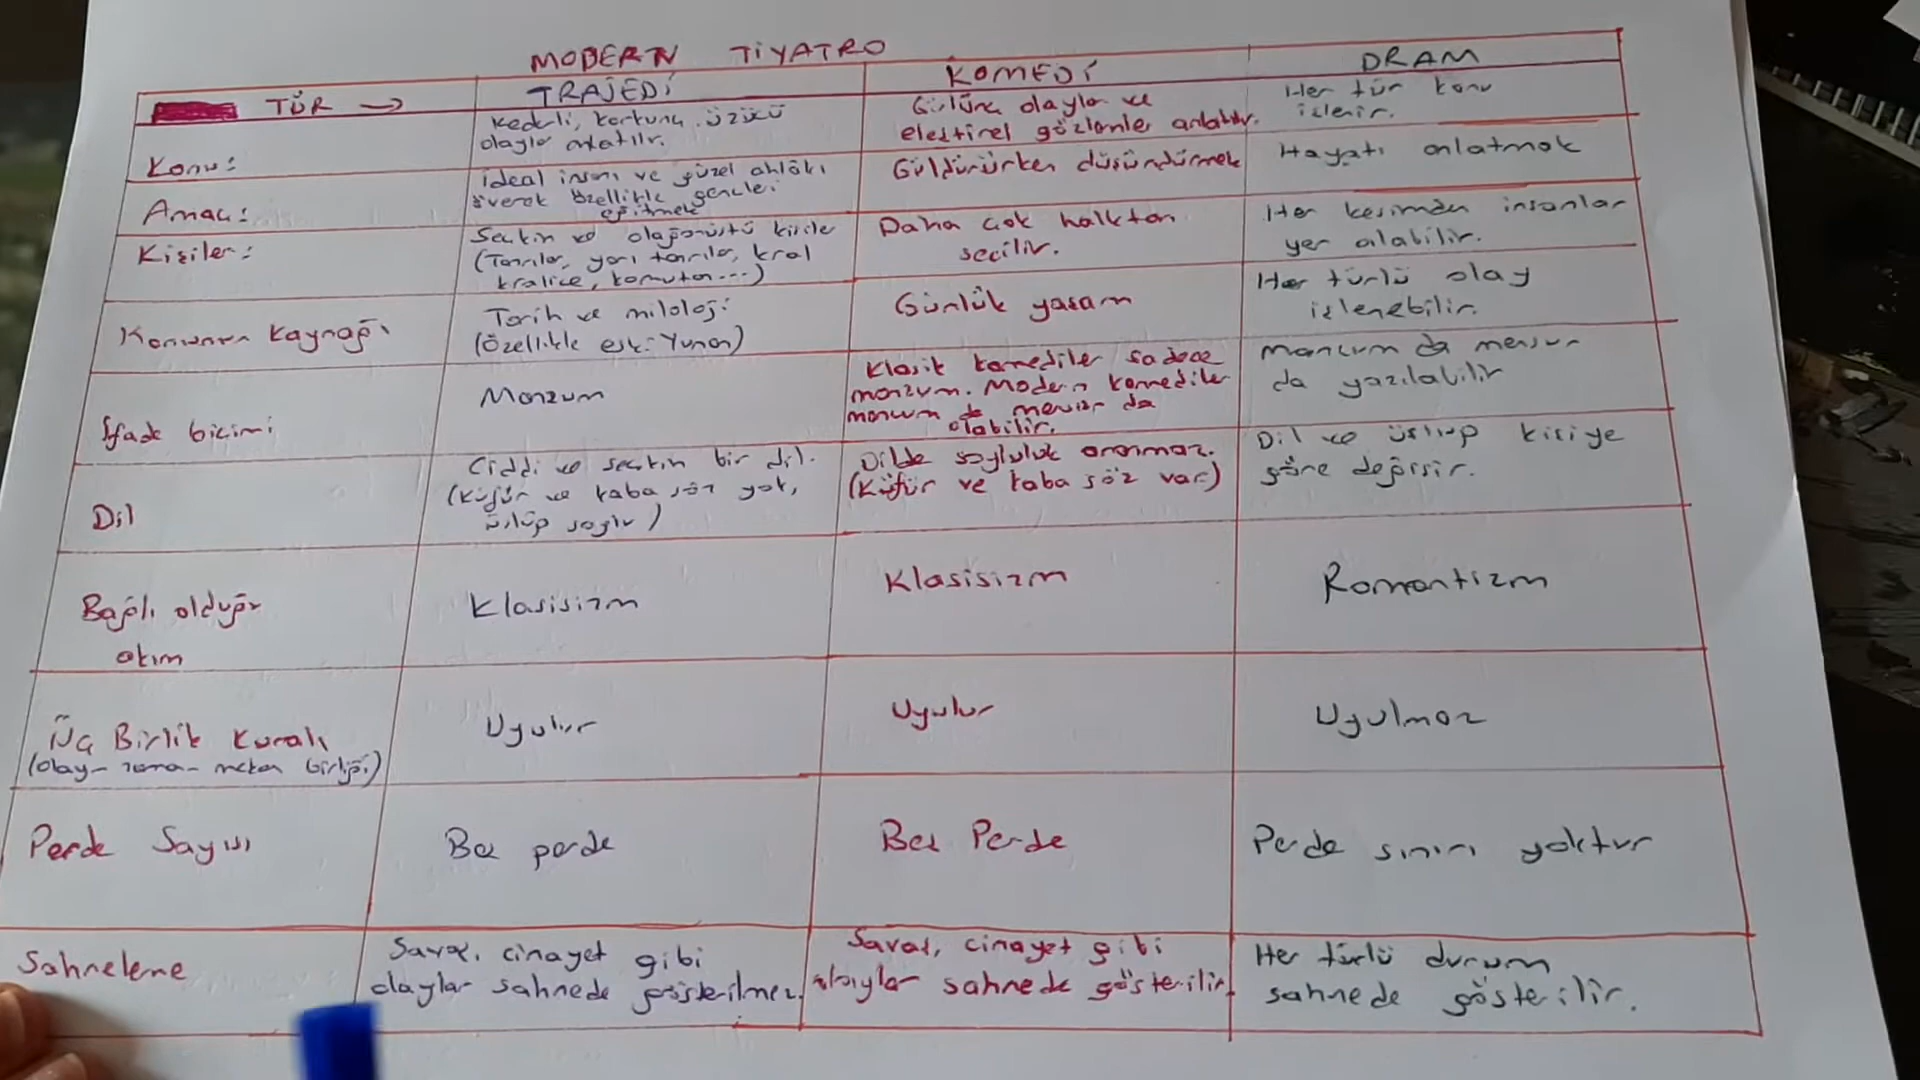 MODERN TİYATRO
TÜR → TRAJEDİ KOMEDİ DRAM
Konu:
Kederli, korkunç, üzücü
olaylar anlatılır.
Gülünç olaylar ve
eleştirel gözlemler anlatılır.
Her tür konu
işlenir.
Amaç:
ideal insanı ve güzel ahlâkı
överek özellikle gençleri
eğitmek
Güldürürken düşündürmek
Hayatı anlatmak
Kişiler:
Seçkin ve olağanüstü kişiler
(Tanrılar, yarı tanrılar, kral
kraliçe, komutan...)
Daha çok halktan
seçilir.
Her kesimden insanlar
yer alabilir.
Konunun Kaynağı
Tarih ve mitoloji
(Özellikle eski Yunan)
Günlük yaşam
Her türlü olay
izlenebilir.
İfade biçimi
Manzum
Klasik komediler sadece
manzum. Modern komediler
manzum da mensur da
olabilir.
manzum da mensur
da yazılabilir
Dil
Ciddi ve seçkin bir dil.
(Küfür ve kaba söz yok,
üslûp soylu)
Dilde soyluluk aranmaz.
(Küfür ve kaba söz var)
Dil ve üslup kişiye
göre değişir.
Bağlı olduğu
akım
Klasisizm
Klasisizm
Romantizm
Üç Birlik Kuralı
(olay-zaman-mekan birliği)
Uyulur
Uyulur
Uyulmaz
Perde Sayısı
Beş perde
Beş Perde
Perde sınırı yoktur
Sahneleme
Savaş, cinayet gibi
olaylar sahnede gösterilmez.
Savaş, cinayet gibi
olaylar sahnede gösterilir
Her türlü durum
sahnede gösterilir.